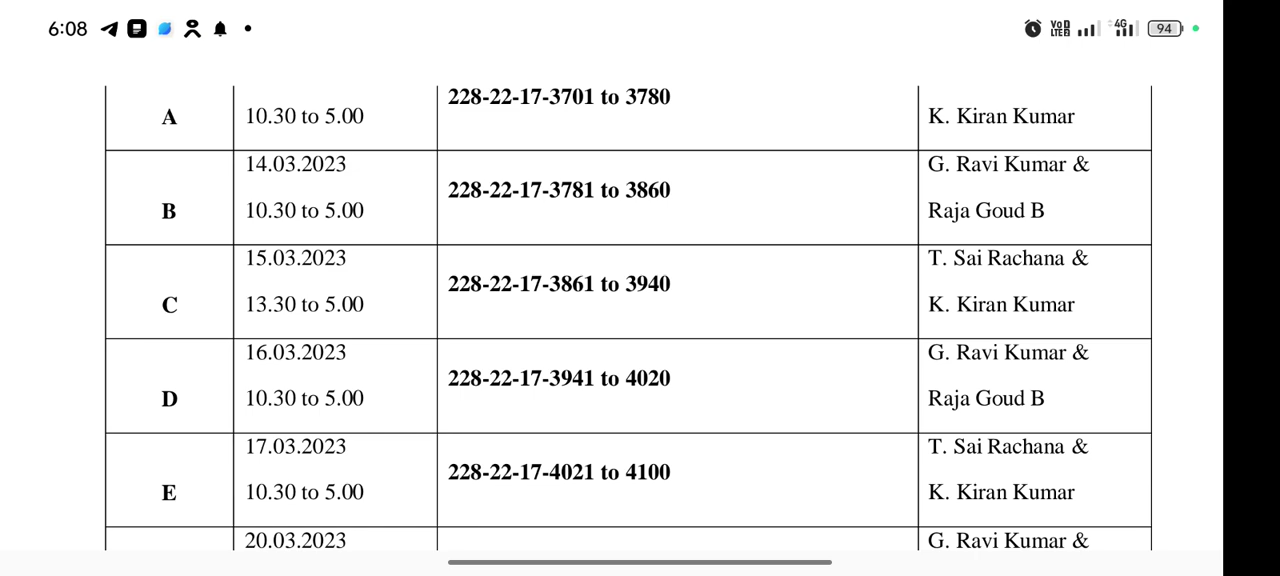 6:08
VoD
LTE2
4G
94
A
10.30 to 5.00
228-22-17-3701 to 3780
K. Kiran Kumar
B
14.03.2023
10.30 to 5.00
228-22-17-3781 to 3860
G. Ravi Kumar &
Raja Goud B
C
15.03.2023
13.30 to 5.00
228-22-17-3861 to 3940
T. Sai Rachana &
K. Kiran Kumar
D
16.03.2023
10.30 to 5.00
228-22-17-3941 to 4020
G. Ravi Kumar &
Raja Goud B
E
17.03.2023
10.30 to 5.00
228-22-17-4021 to 4100
T. Sai Rachana &
K. Kiran Kumar
20.03.2023
G. Ravi Kumar &